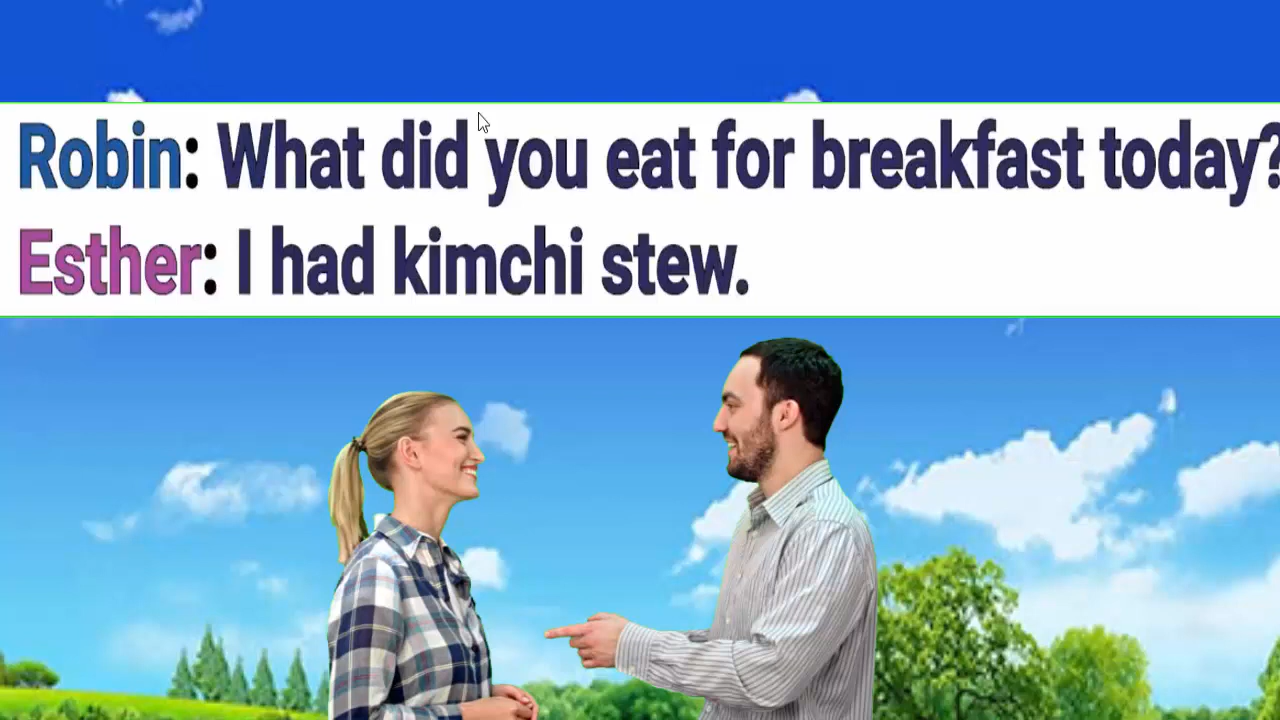 Robin: What did you eat for breakfast today?
Esther: I had kimchi stew.